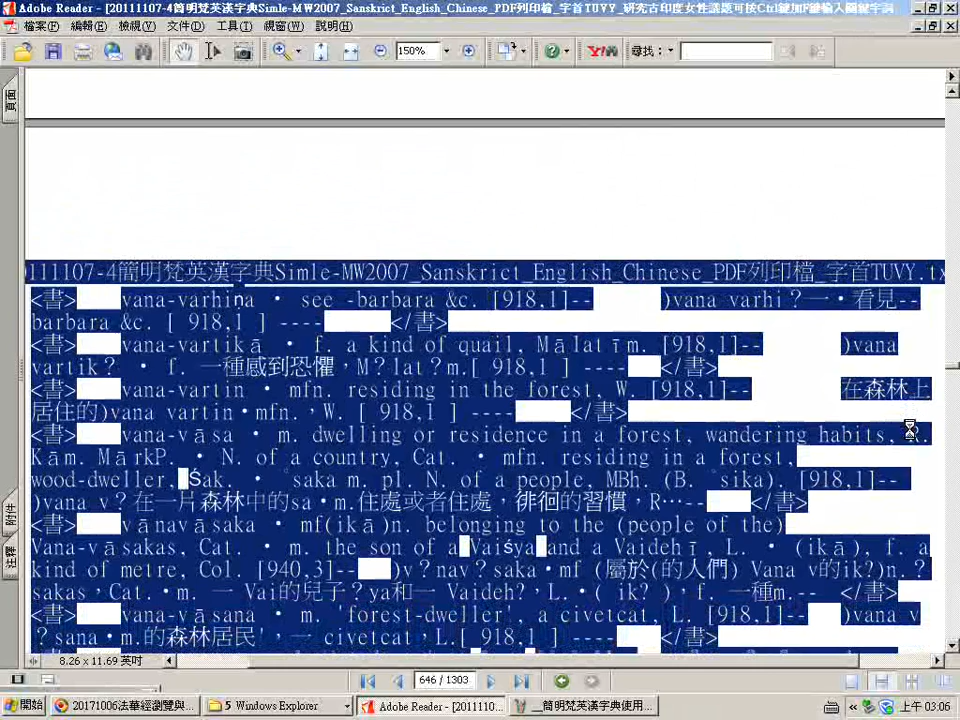 Adobe Reader - [20111107-4簡明梵英漢字典Simle-MW2007_Sanskrict_English_Chinese_PDF列印檔_字首TUVY_研究古印度女性議題可按Ctrl鍵加F鍵輸入關鍵字詞
檔案(F) 編輯(E) 檢視(V) 文件(D) 工具(T) 視窗(W) 說明(H)
150% Y! 尋找:
頁面
附件
注釋
111107-4簡明梵英漢字典Simle-MW2007_Sanskrict_English_Chinese_PDF列印檔_字首TUVY.tx
<書> vana-varhiṇa · see -barbara &c. [918,1]-- )vana varhi?一·看見--
barbara &c. [ 918,1 ] ---- </書>
<書> vana-vartikā · f. a kind of quail, Mālatīm. [918,1]-- )vana
vartik? · f. 一種感到恐懼,M?lat?m.[ 918,1 ] ---- </書>
<書> vana-vartin · mfn. residing in the forest, W. [918,1]-- 在森林上
居住的)vana vartin·mfn.,W. [ 918,1 ] ---- </書>
<書> vana-vāsa · m. dwelling or residence in a forest, wandering habits,
Kām. MārkP. · N. of a country, Cat. · mfn. residing in a forest,
wood-dweller, Śak. · °saka m. pl. N. of a people, MBh. (B. °sika). [918,1]--
)vana v?在一片森林中的sa·m.住處或者住處,徘徊的習慣,R…-- </書>
<書> vānavāsaka · mf(ikā)n. belonging to the (people of the)
Vana-vāsakas, Cat. · m. the son of a Vaiśya and a Vaidehī L. · (ikā), f. a
kind of metre, Col. [940,3]-- )v?nav?saka·mf (屬於(的人們) Vana v的ik?)n.?
sakas,Cat.·m. 一 Vai的兒子?ya和一 Vaideh?,L.·( ik? ),f. 一種m.-- </書>
<書> vana-vāsana · m. 'forest-dweller', a civetcat, L. [918,1]-- )vana v
?sana·m.的森林居民',一 civetcat,L.[ 918,1 ] ---- </書>
8.26 x 11.69 英吋
646 / 1303
開始 20171006法華經瀏覽與... 5 Windows Explorer Adobe Reader - [2011110... __簡明梵英字典使用... 上午 03:06